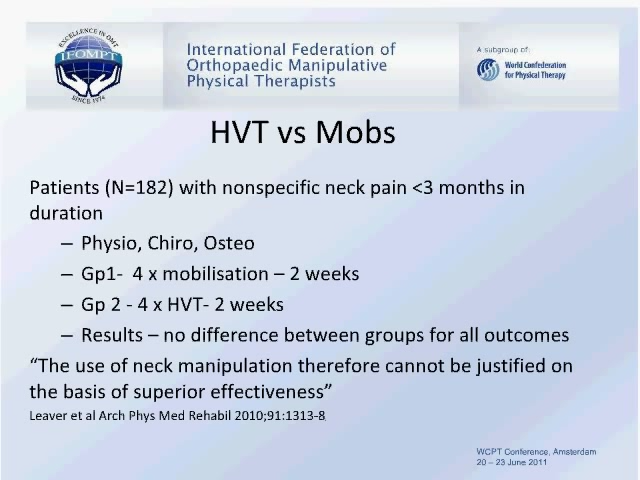 EXCELLENCE IN OMT
IFOMPT
SINCE 1974
International Federation of
Orthopaedic Manipulative
Physical Therapists
A subgroup of:
World Confederation
for Physical Therapy
HVT vs Mobs
Patients (N=182) with nonspecific neck pain <3 months in
duration
– Physio, Chiro, Osteo
– Gp1- 4 x mobilisation – 2 weeks
– Gp 2 - 4 x HVT- 2 weeks
– Results – no difference between groups for all outcomes
“The use of neck manipulation therefore cannot be justified on
the basis of superior effectiveness”
Leaver et al Arch Phys Med Rehabil 2010;91:1313-8
WCPT Conference, Amsterdam
20 – 23 June 2011